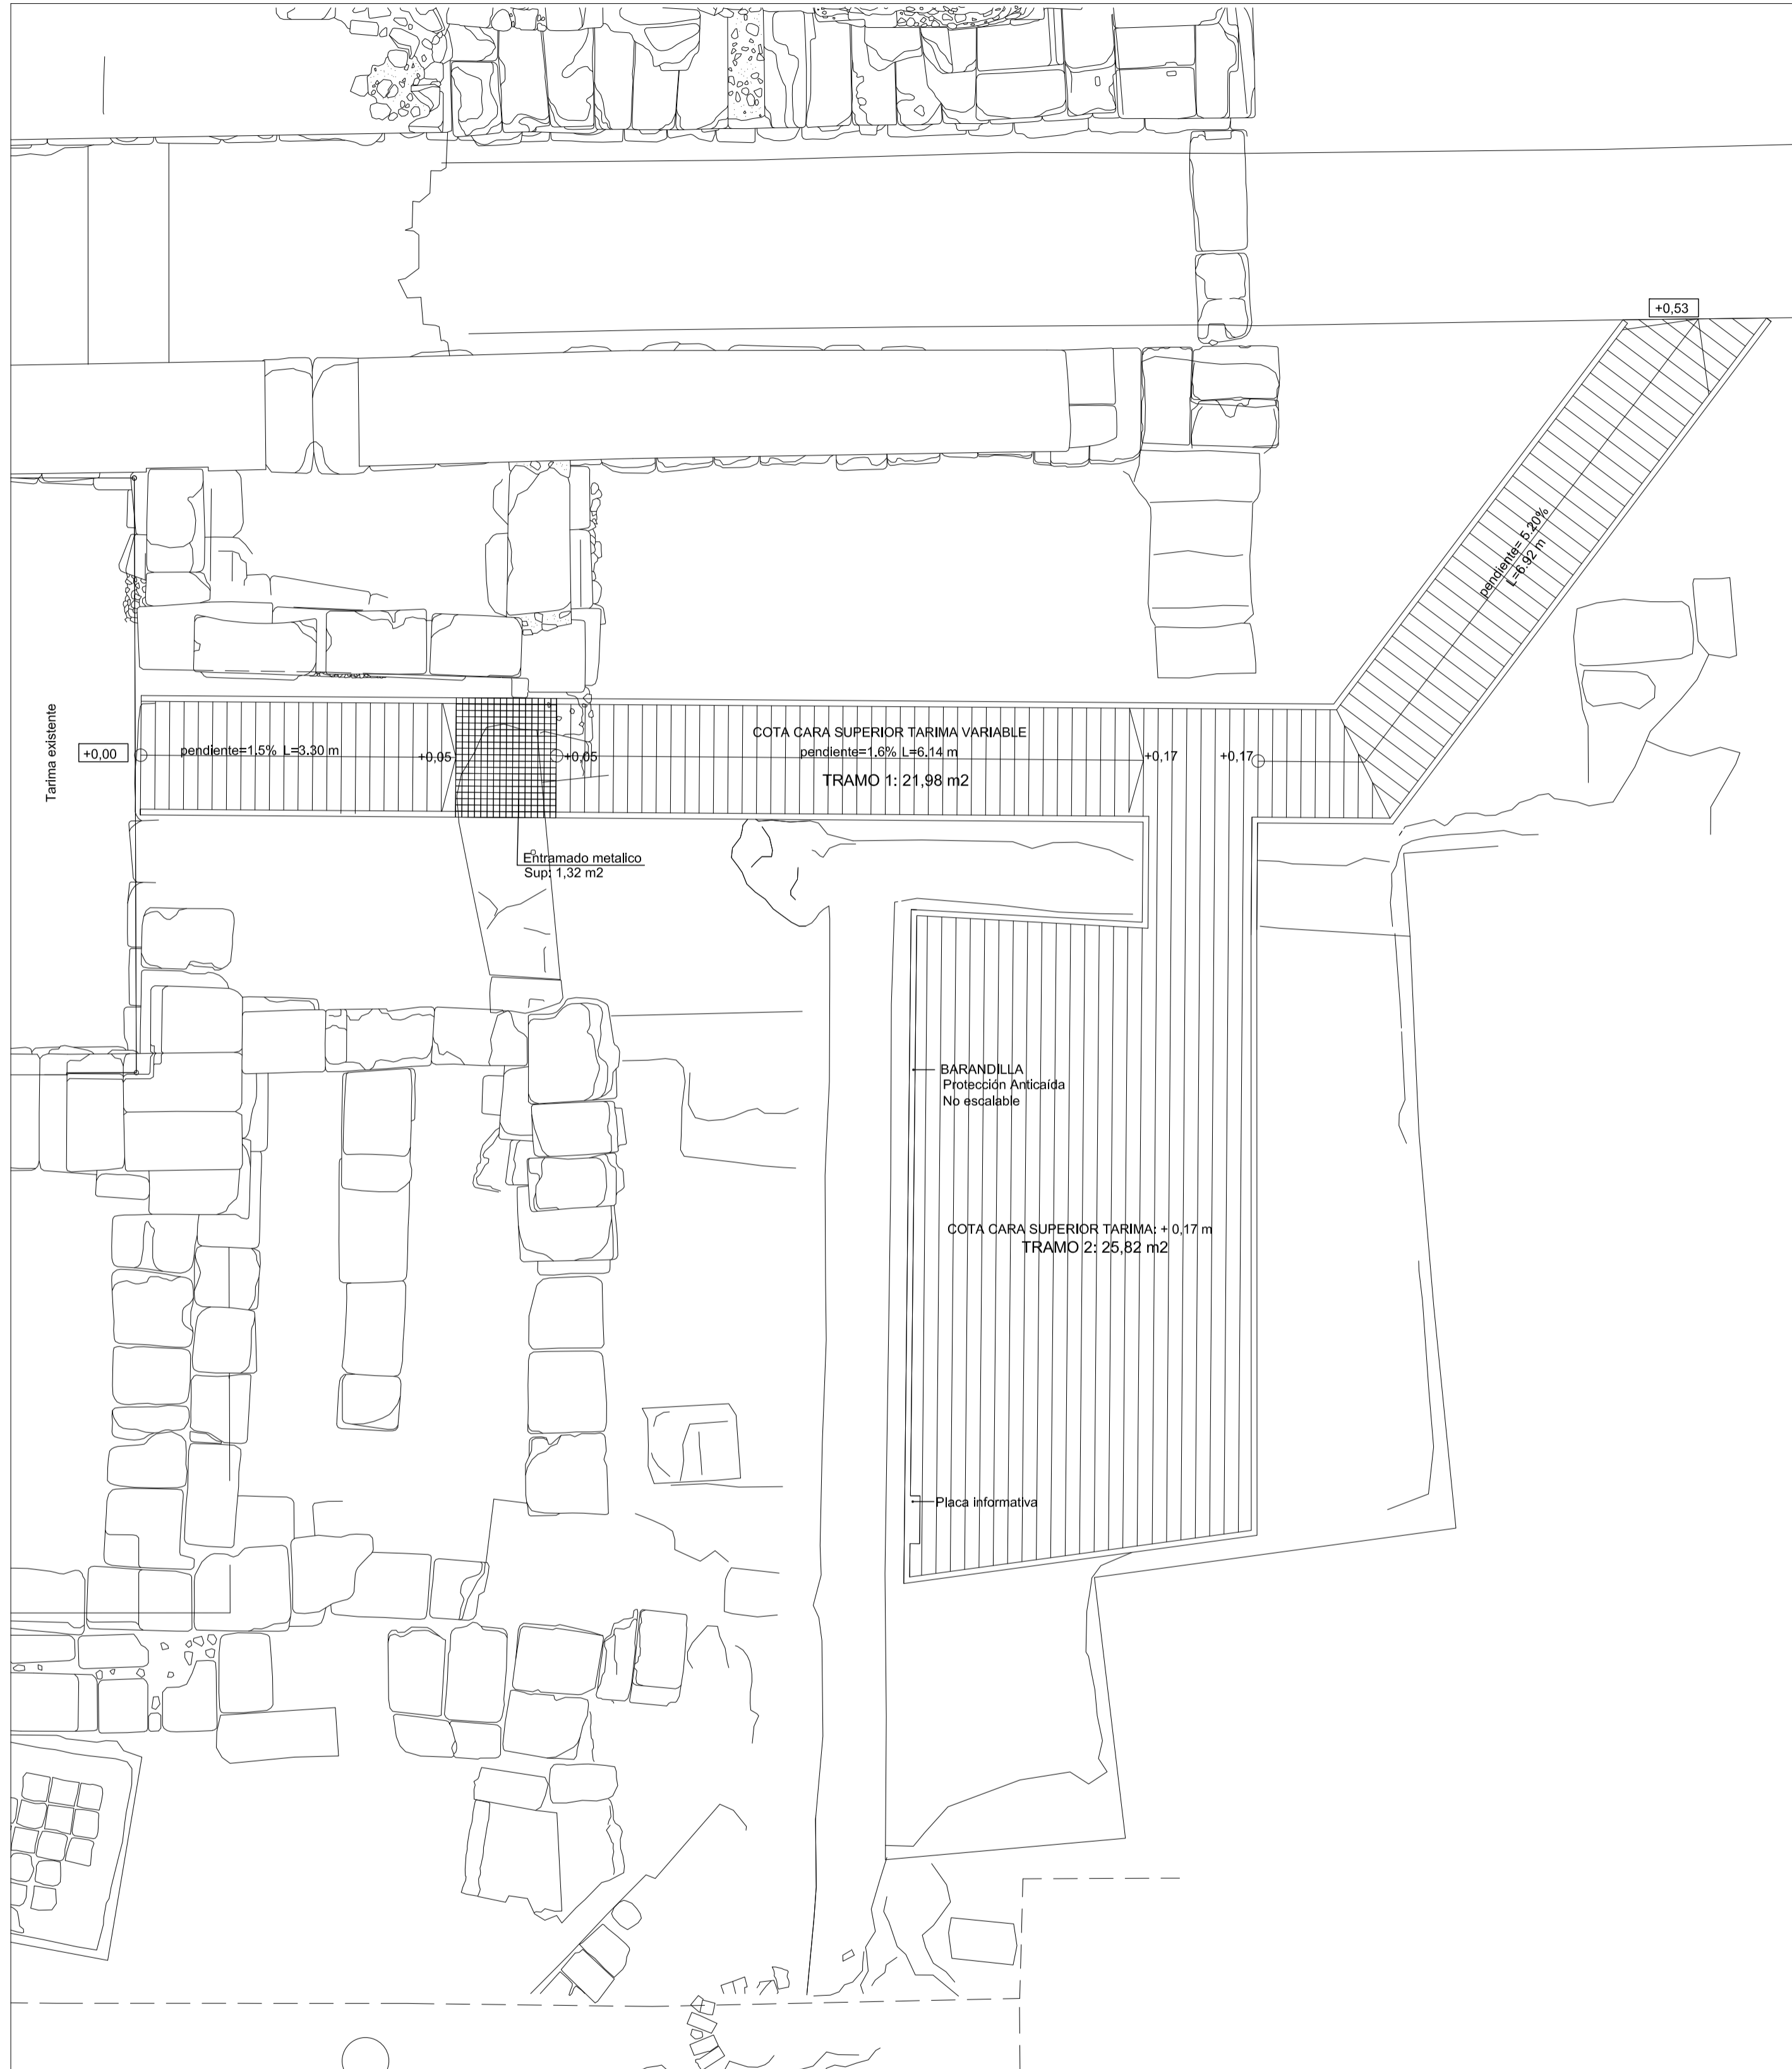 +0,53
pendiente= 5.20%
L=6.92 m
Tarima existente
+0,00
pendiente=1.5% L=3.30 m
+0,05
+0,05
COTA CARA SUPERIOR TARIMA VARIABLE
pendiente=1.6% L=6.14 m
TRAMO 1: 21,98 m2
+0,17
+0,17
Entramado metalico
Sup: 1,32 m2
BARANDILLA
Protección Anticaída
No escalable
COTA CARA SUPERIOR TARIMA: + 0,17 m
TRAMO 2: 25,82 m2
Placa informativa